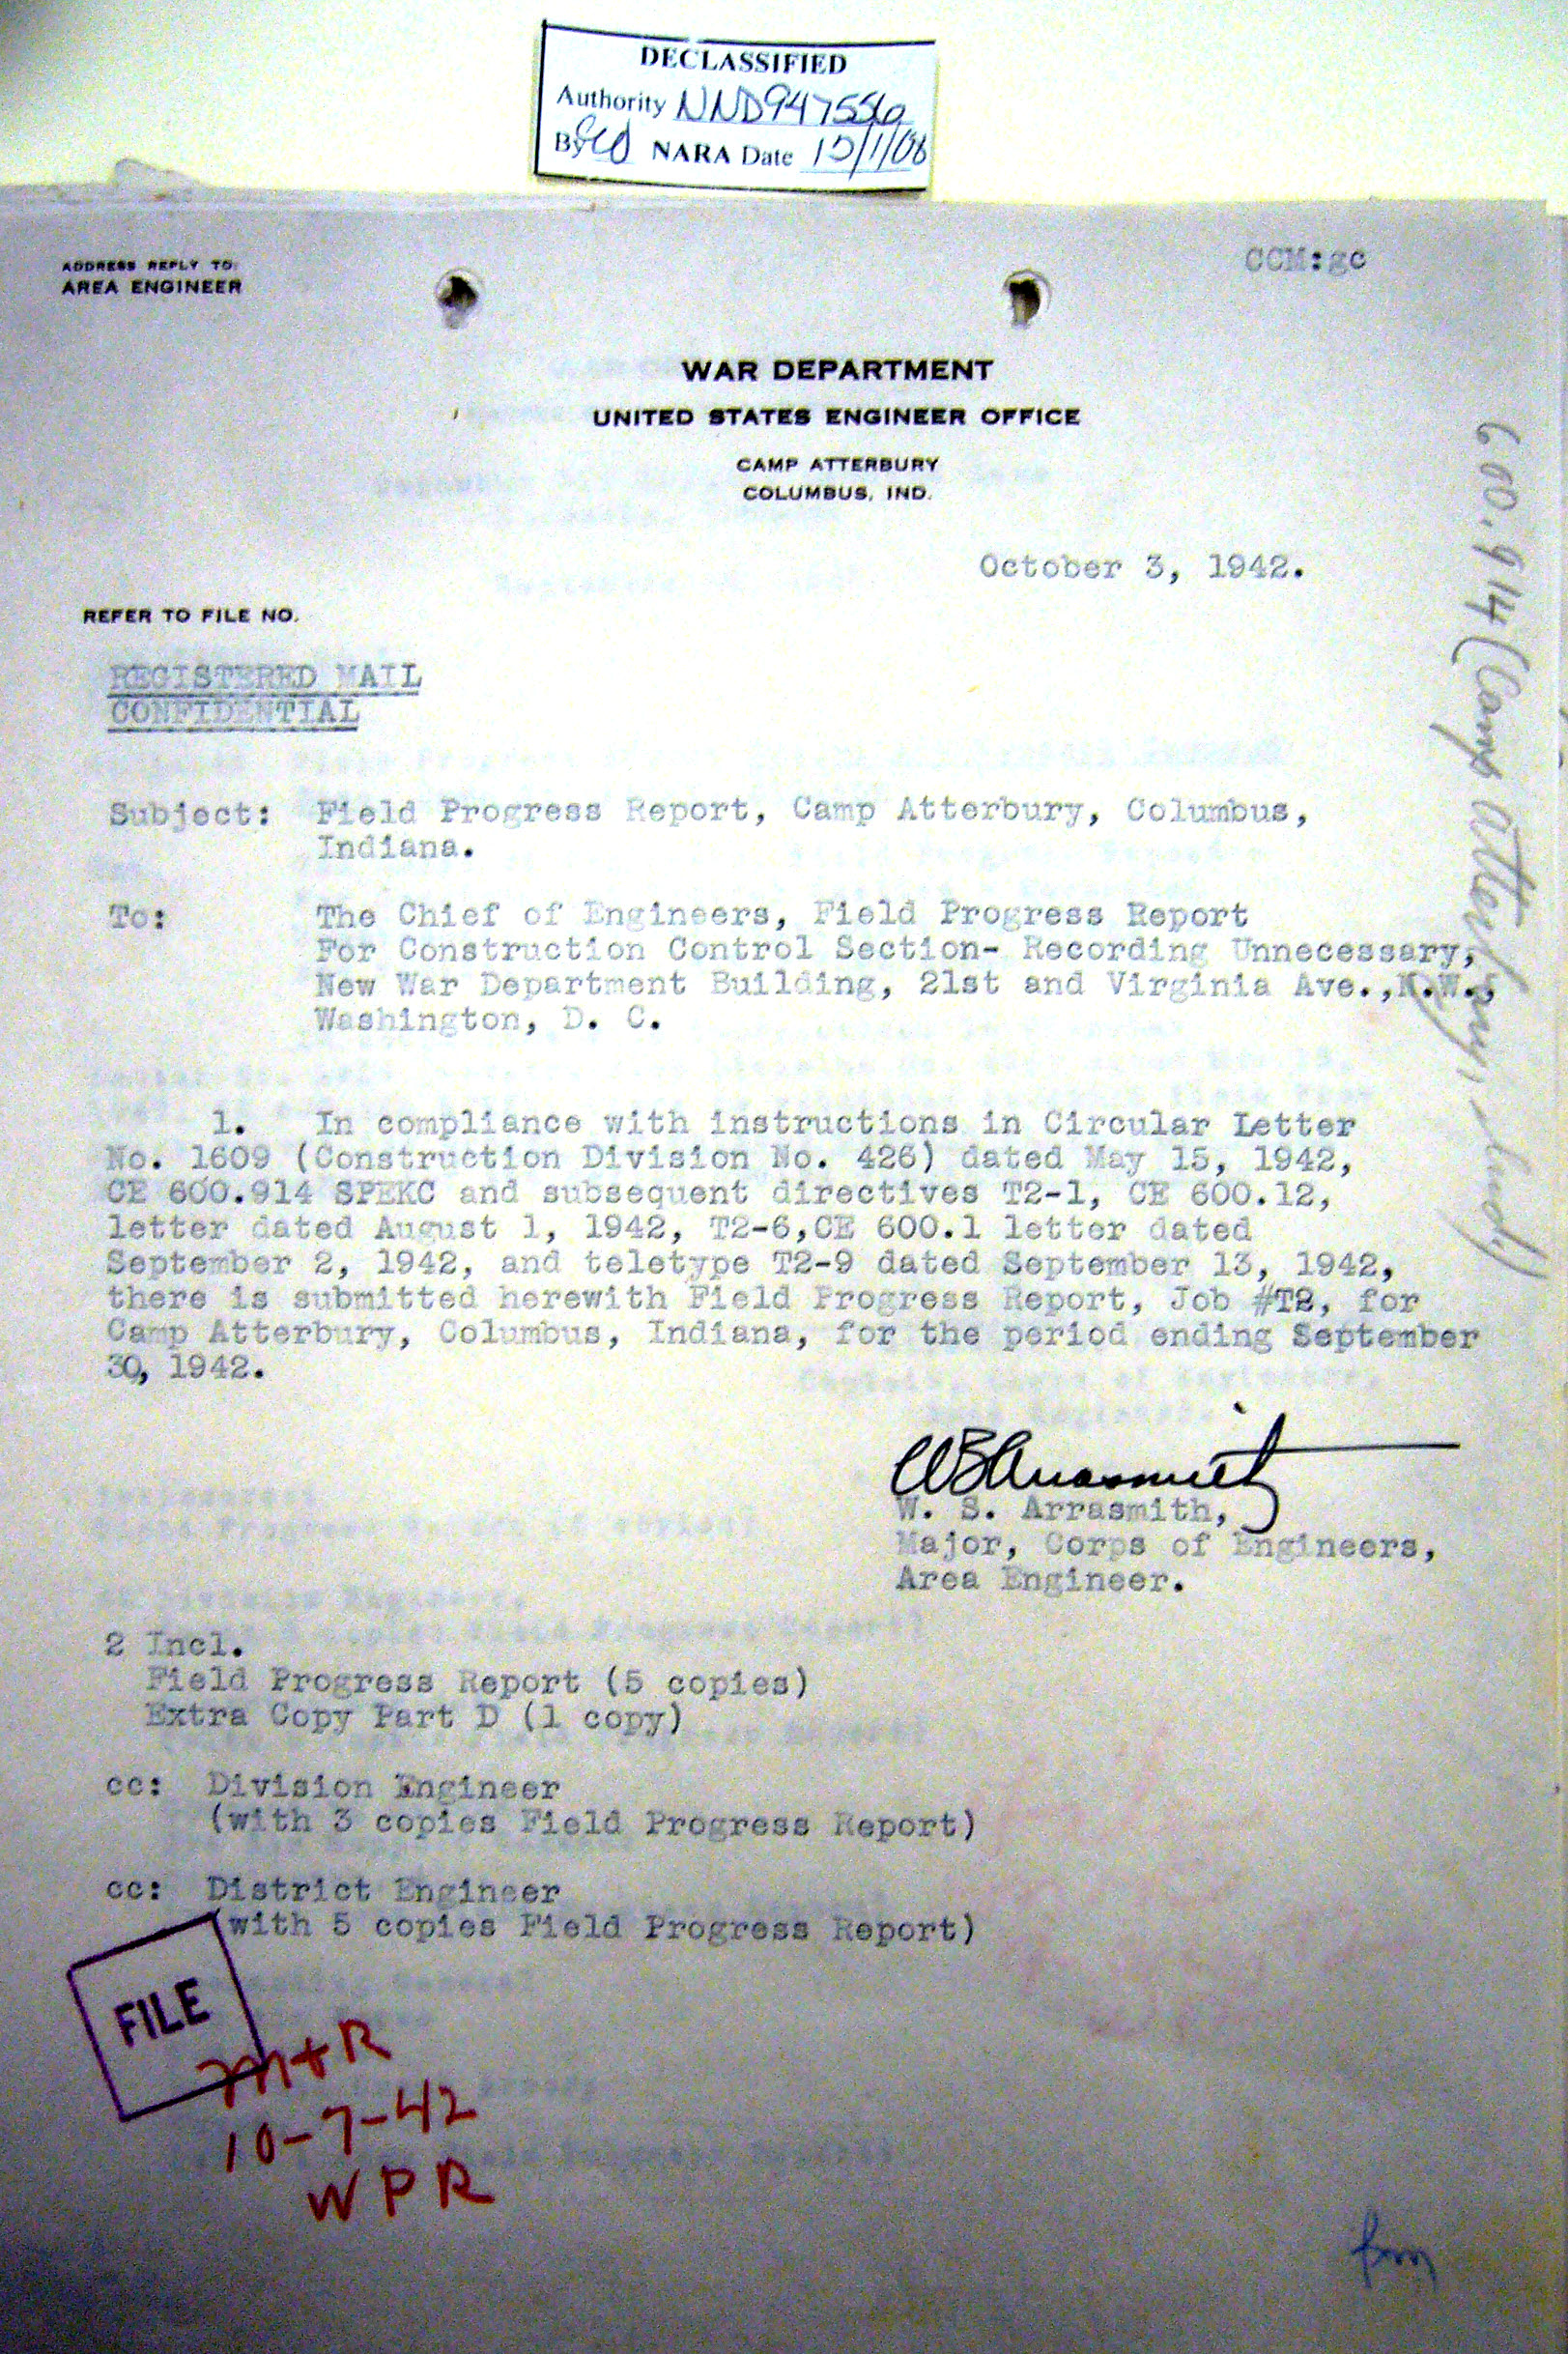 DECLASSIFIED
Authority NND947556
By NARA Date
ADDRESS REPLY TO:
AREA ENGINEER
CCM:gc
WAR DEPARTMENT
UNITED STATES ENGINEER OFFICE
CAMP ATTERBURY
COLUMBUS, IND.
October 3, 1942.
REFER TO FILE NO.
REGISTERED MAIL
CONFIDENTIAL
Subject: Field Progress Report, Camp Atterbury, Columbus,
Indiana.
To: The Chief of Engineers, Field Progress Report
For Construction Control Section- Recording Unnecessary,
New War Department Building, 21st and Virginia Ave.,N.W.,
Washington, D. C.
1. In compliance with instructions in Circular Letter
No. 1609 (Construction Division No. 426) dated May 15, 1942,
CE 600.914 SPEKC and subsequent directives T2-1, CE 600.12,
letter dated August 1, 1942, T2-6,CE 600.1 letter dated
September 2, 1942, and teletype T2-9 dated September 13, 1942,
there is submitted herewith Field Progress Report, Job #T2, for
Camp Atterbury, Columbus, Indiana, for the period ending September
30, 1942.
WSArrasmith
W. S. Arrasmith,
Major, Corps of Engineers,
Area Engineer.
2 Incl.
Field Progress Report (5 copies)
Extra Copy Part D (1 copy)
cc: Division Engineer
(with 3 copies Field Progress Report)
cc: District Engineer
(with 5 copies Field Progress Report)
FILE
M+R
10-7-42
WPR
600.914 (Camp Atterbury, Ind)